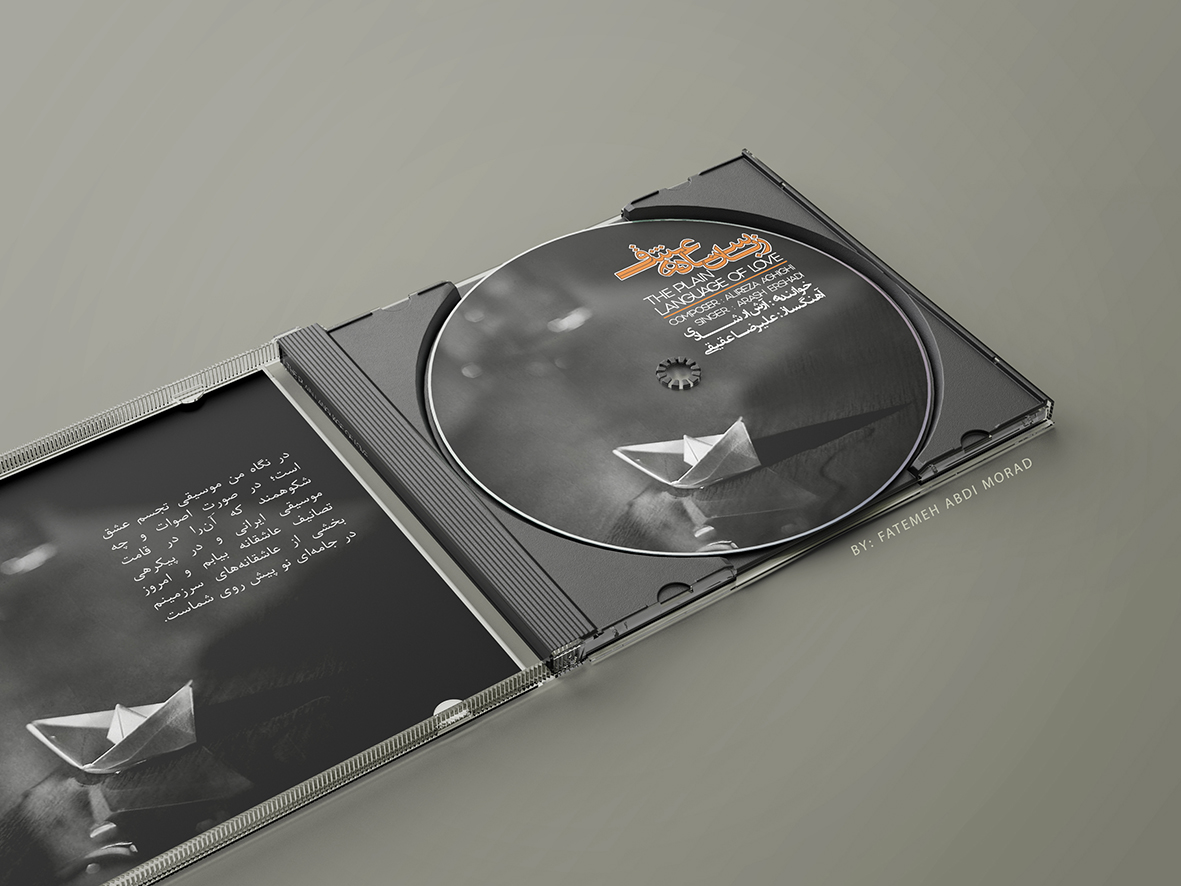 در نگاه من موسیقی تجسم عشق
است؛ در صورت اصوات و چه
شکوهمند که آن‌را در قامت
موسیقی ایرانی و در پیکرهی
تصانیف عاشقانه بیابم و امروز
بخشی از عاشقانه‌های سرزمینم
در جامه‌ای نو پیش روی شماست.
زبان ساده عشق
THE PLAIN
LANGUAGE OF LOVE
COMPOSER : ALIREZA AGHIGHI
SINGER : ARASH ERSHADI
خواننده: آرش ارشادی
آهنگساز: علیرضا عقیقی
BY: FATEMEH ABDI MORAD